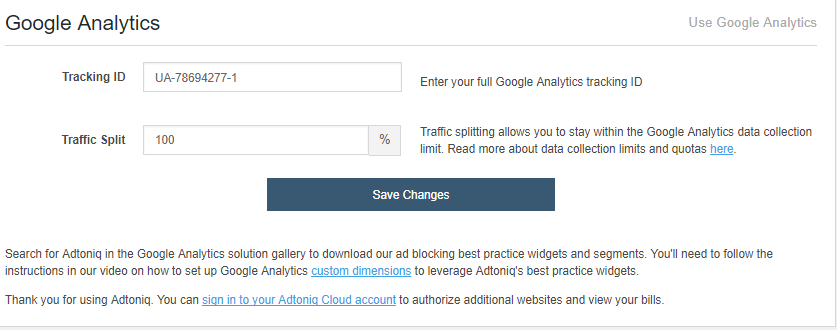 Google Analytics
Use Google Analytics
Tracking ID
UA-78694277-1
Enter your full Google Analytics tracking ID
Traffic Split
100
%
Traffic splitting allows you to stay within the Google Analytics data collection
limit. Read more about data collection limits and quotas here.
Save Changes
Search for Adtoniq in the Google Analytics solution gallery to download our ad blocking best practice widgets and segments. You'll need to follow the
instructions in our video on how to set up Google Analytics custom dimensions to leverage Adtoniq's best practice widgets.
Thank you for using Adtoniq. You can sign in to your Adtoniq Cloud account to authorize additional websites and view your bills.